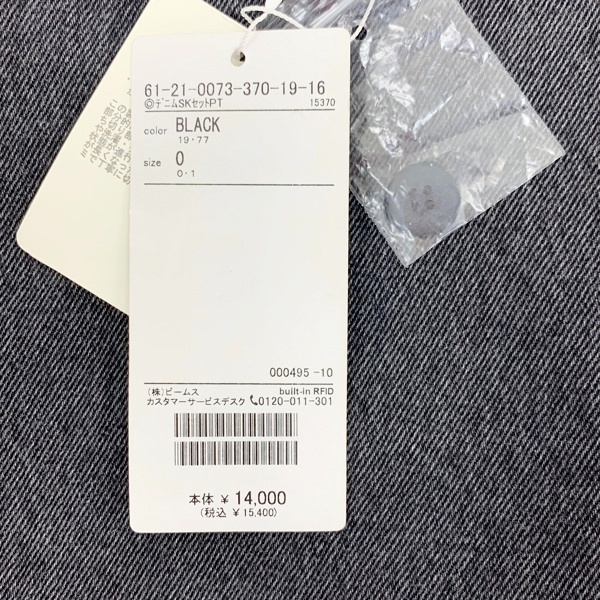 61-21-0073-370-19-16
©デニムSKセットPT 15370
color BLACK
19・77
size 0
0・1
000495 -10
(株)ビームス built-in RFID
カスタマーサービスデスク 0120-011-301
本体 ¥ 14,000
(税込 ¥ 15,400)